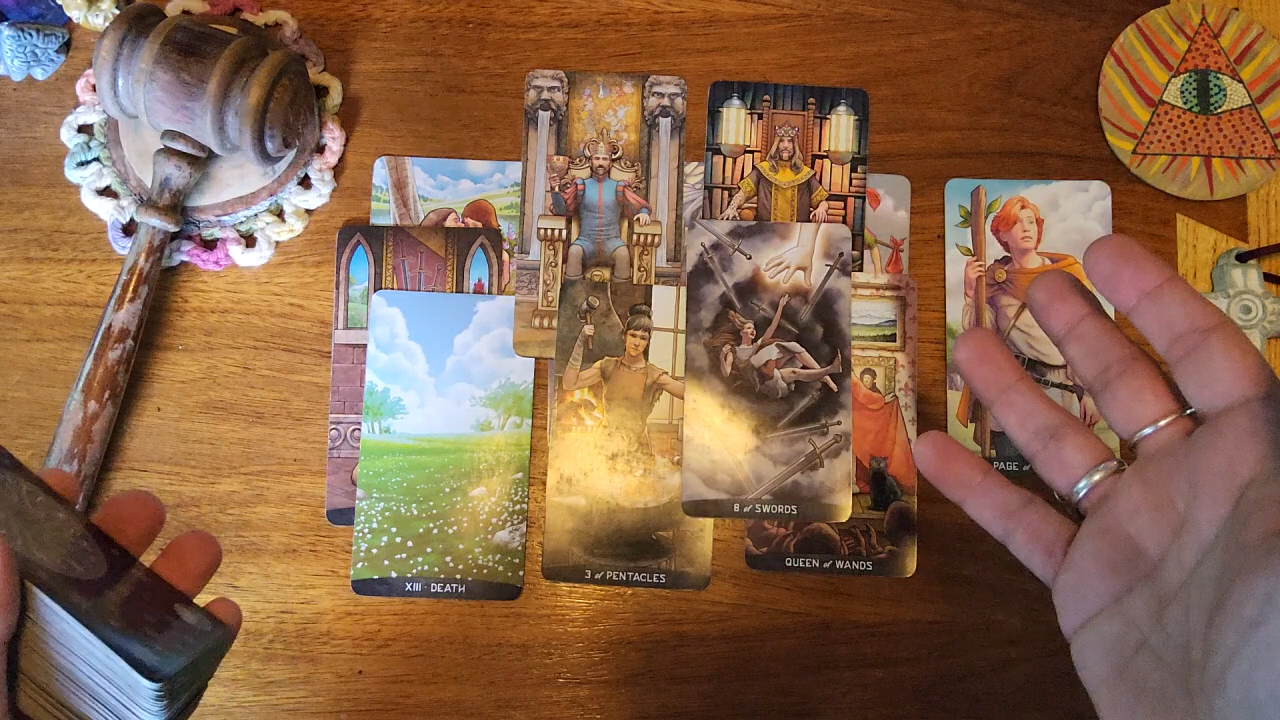 PAGE of
8 of SWORDS
QUEEN of WANDS
3 of PENTACLES
XIII · DEATH